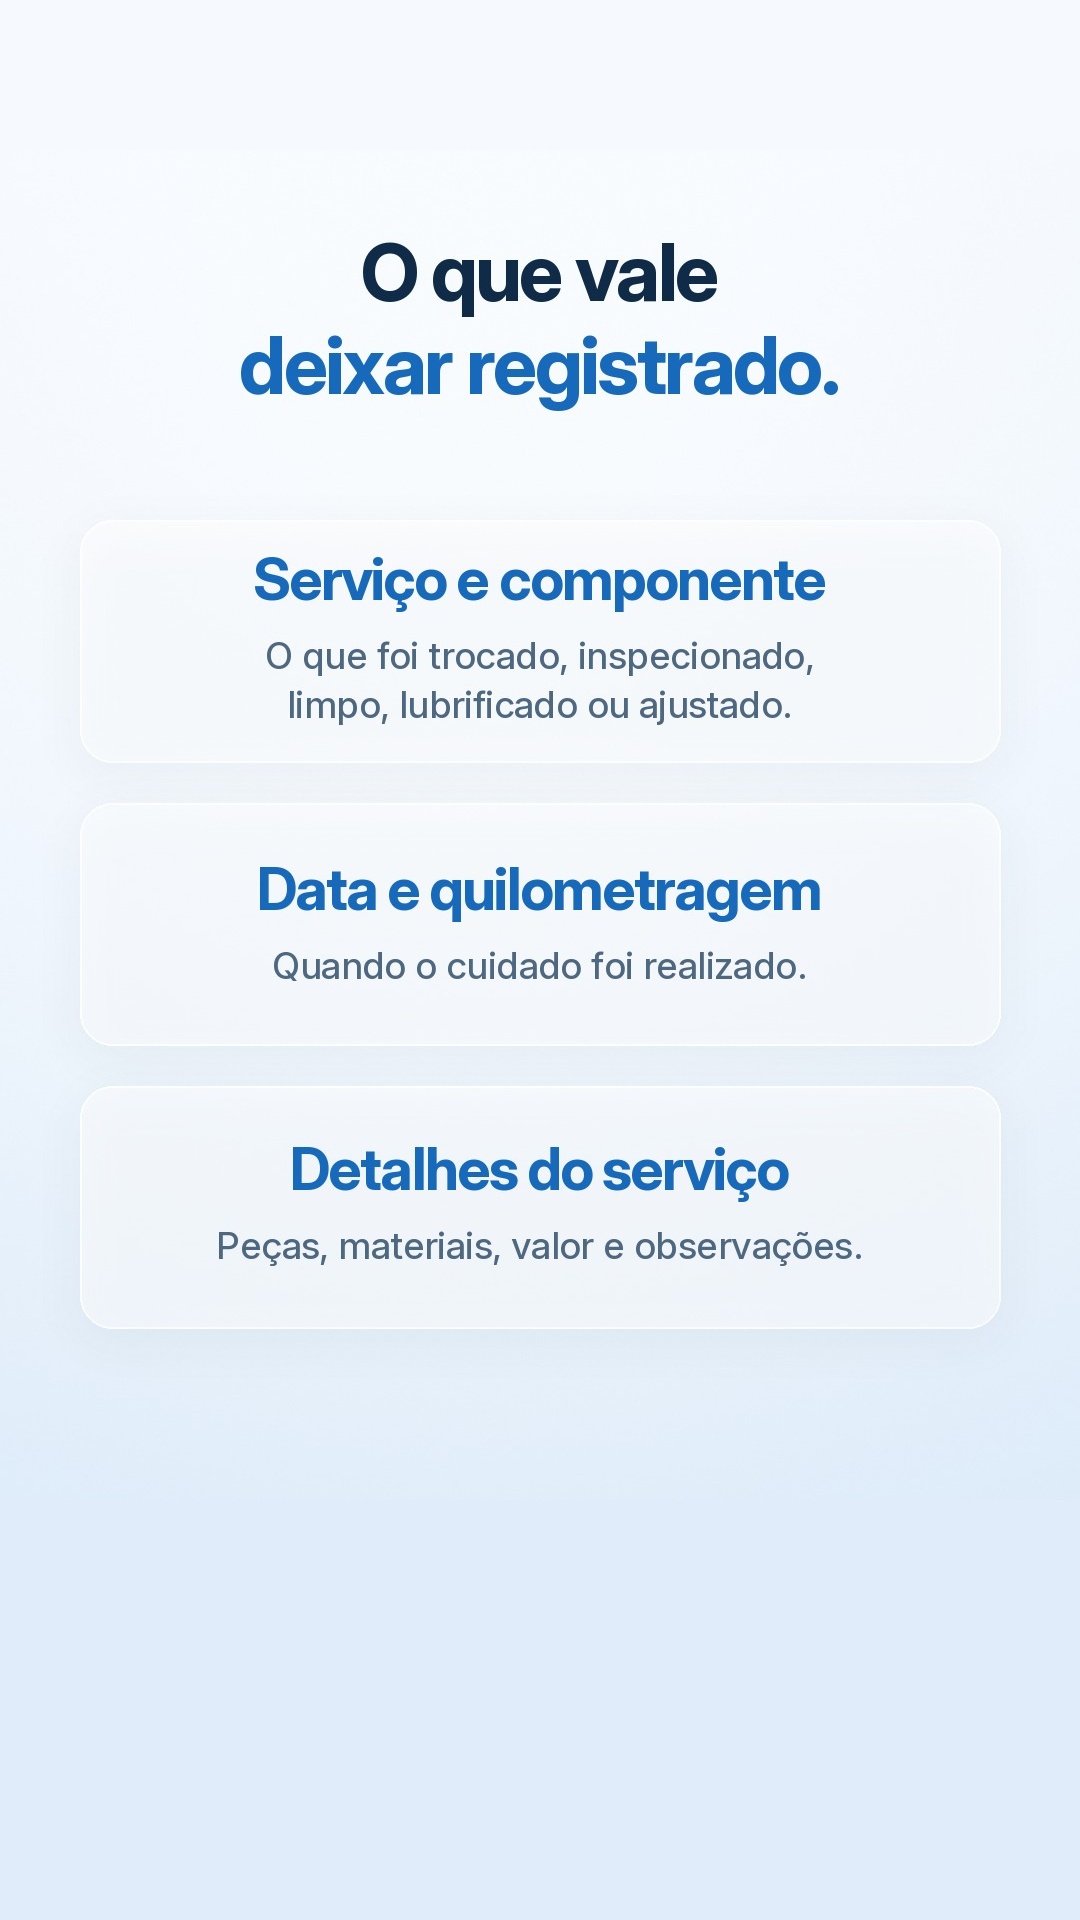 O que vale
deixar registrado.
Serviço e componente
O que foi trocado, inspecionado,
limpo, lubrificado ou ajustado.
Data e quilometragem
Quando o cuidado foi realizado.
Detalhes do serviço
Peças, materiais, valor e observações.